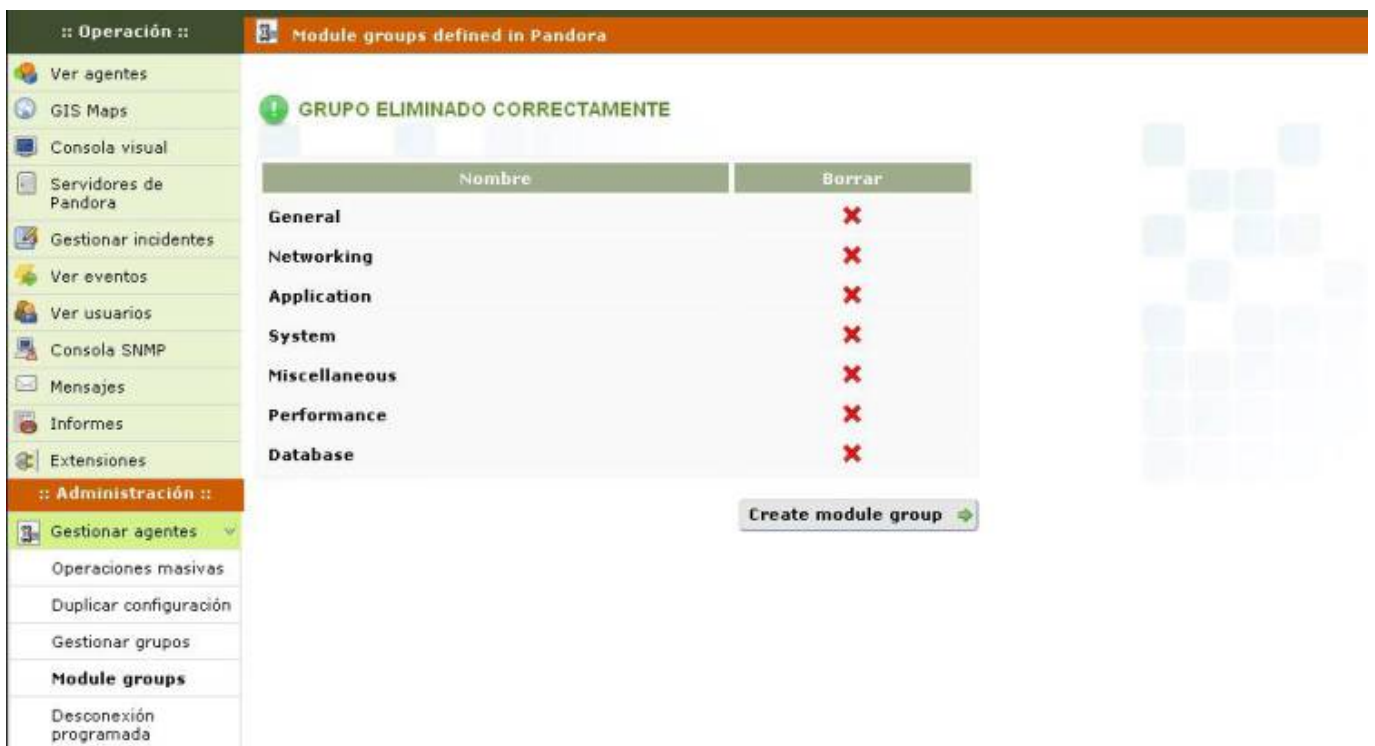 :: Operación ::
Module groups defined in Pandora
Ver agentes
GIS Maps
Consola visual
Servidores de
Pandora
Gestionar incidentes
Ver eventos
Ver usuarios
Consola SNMP
Mensajes
Informes
Extensiones
:: Administración ::
Gestionar agentes
Operaciones masivas
Duplicar configuración
Gestionar grupos
Module groups
Desconexión
programada
GRUPO ELIMINADO CORRECTAMENTE
Nombre Borrar
General
Networking
Application
System
Miscellaneous
Performance
Database
Create module group